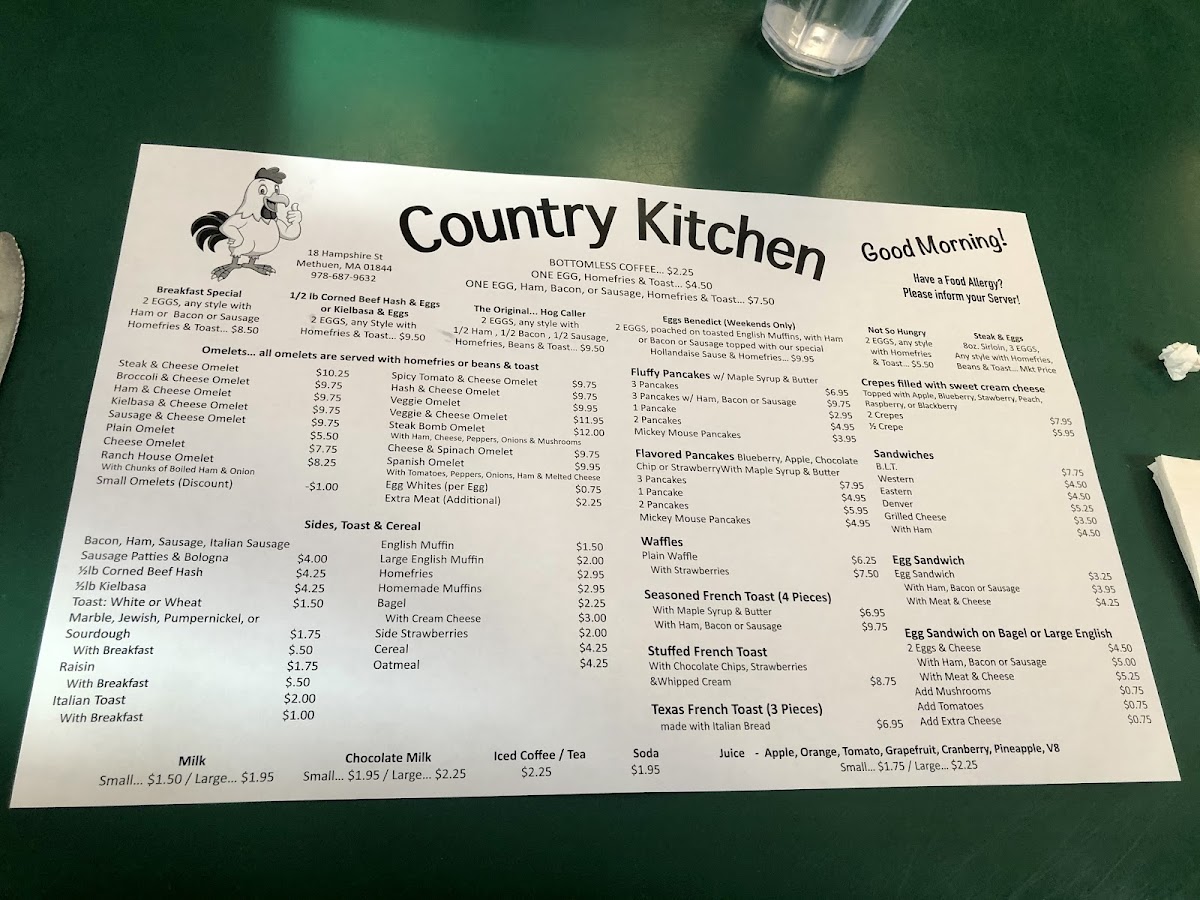 Country Kitchen
Good Morning!
18 Hampshire St
Methuen, MA 01844
978-687-9632
BOTTOMLESS COFFEE... $2.25
ONE EGG, Homefries & Toast... $4.50
ONE EGG, Ham, Bacon, or Sausage, Homefries & Toast... $7.50
Have a Food Allergy?
Please inform your Server!
Breakfast Special
2 EGGS, any style with
Ham or Bacon or Sausage
Homefries & Toast... $8.50
1/2 lb Corned Beef Hash & Eggs
or Kielbasa & Eggs
2 EGGS, any Style with
Homefries & Toast... $9.50
The Original... Hog Caller
2 EGGS, any style with
1/2 Ham , 1/2 Bacon , 1/2 Sausage,
Homefries, Beans & Toast... $9.50
Eggs Benedict (Weekends Only)
2 EGGS, poached on toasted English Muffins, with Ham
or Bacon or Sausage topped with our special
Hollandaise Sause & Homefries... $9.95
Not So Hungry
2 EGGS, any style
with Homefries
& Toast... $5.50
Steak & Eggs
8oz. Sirloin, 3 EGGS,
Any style with Homefries,
Beans & Toast... Mkt Price
Omelets... all omelets are served with homefries or beans & toast
Steak & Cheese Omelet $10.25
Broccoli & Cheese Omelet $9.75
Ham & Cheese Omelet $9.75
Kielbasa & Cheese Omelet $9.75
Sausage & Cheese Omelet $9.75
Plain Omelet $5.50
Cheese Omelet $7.75
Ranch House Omelet $8.25
With Chunks of Boiled Ham & Onion
Small Omelets (Discount) -$1.00
Spicy Tomato & Cheese Omelet $9.75
Hash & Cheese Omelet $9.75
Veggie Omelet $9.95
Veggie & Cheese Omelet $11.95
Steak Bomb Omelet $12.00
With Ham, Cheese, Peppers, Onions & Mushrooms
Cheese & Spinach Omelet $9.75
Spanish Omelet $9.95
With Tomatoes, Peppers, Onions, Ham & Melted Cheese
Egg Whites (per Egg) $0.75
Extra Meat (Additional) $2.25
Sides, Toast & Cereal
Bacon, Ham, Sausage, Italian Sausage
Sausage Patties & Bologna $4.00
½lb Corned Beef Hash $4.25
½lb Kielbasa $4.25
Toast: White or Wheat $1.50
Marble, Jewish, Pumpernickel, or
Sourdough $1.75
With Breakfast $.50
Raisin $1.75
With Breakfast $.50
Italian Toast $2.00
With Breakfast $1.00
English Muffin $1.50
Large English Muffin $2.00
Homefries $2.95
Homemade Muffins $2.95
Bagel $2.25
With Cream Cheese $3.00
Side Strawberries $2.00
Cereal $4.25
Oatmeal $4.25
Fluffy Pancakes w/ Maple Syrup & Butter
3 Pancakes $6.95
3 Pancakes w/ Ham, Bacon or Sausage $9.75
1 Pancake $2.95
2 Pancakes $4.95
Mickey Mouse Pancakes $3.95
Flavored Pancakes Blueberry, Apple, Chocolate
Chip or StrawberryWith Maple Syrup & Butter
3 Pancakes $7.95
1 Pancake $4.95
2 Pancakes $5.95
Mickey Mouse Pancakes $4.95
Waffles
Plain Waffle $6.25
With Strawberries $7.50
Seasoned French Toast (4 Pieces)
With Maple Syrup & Butter $6.95
With Ham, Bacon or Sausage $9.75
Stuffed French Toast
With Chocolate Chips, Strawberries
&Whipped Cream $8.75
Texas French Toast (3 Pieces)
made with Italian Bread $6.95
Crepes filled with sweet cream cheese
Topped with Apple, Blueberry, Stawberry, Peach,
Raspberry, or Blackberry
2 Crepes $7.95
½ Crepe $5.95
Sandwiches
B.L.T. $7.75
Western $4.50
Eastern $4.50
Denver $5.25
Grilled Cheese $3.50
With Ham $4.50
Egg Sandwich
Egg Sandwich $3.25
With Ham, Bacon or Sausage $3.95
With Meat & Cheese $4.25
Egg Sandwich on Bagel or Large English
2 Eggs & Cheese $4.50
With Ham, Bacon or Sausage $5.00
With Meat & Cheese $5.25
Add Mushrooms $0.75
Add Tomatoes $0.75
Add Extra Cheese $0.75
Milk
Small... $1.50 / Large... $1.95
Chocolate Milk
Small... $1.95 / Large... $2.25
Iced Coffee / Tea
$2.25
Soda
$1.95
Juice - Apple, Orange, Tomato, Grapefruit, Cranberry, Pineapple, V8
Small... $1.75 / Large... $2.25